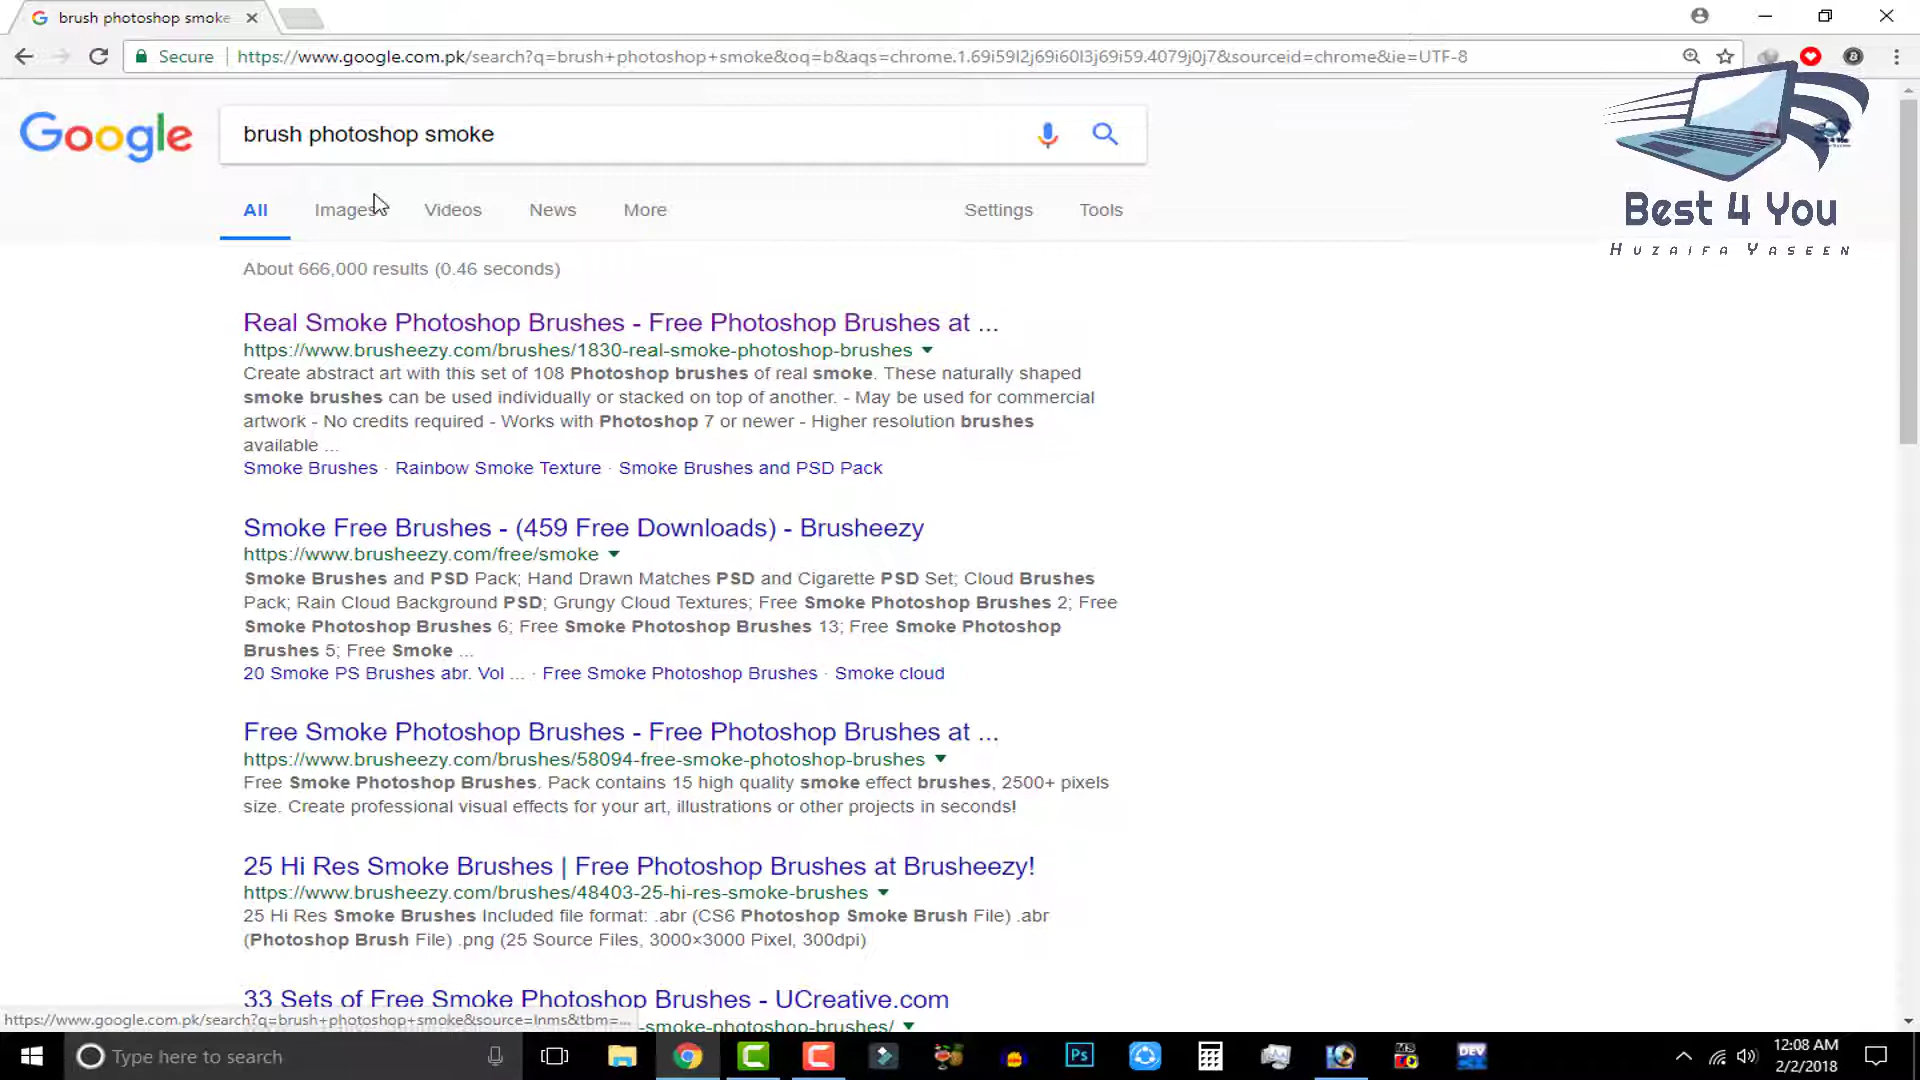 brush photoshop smoke
Secure https://www.google.com.pk/search?q=brush+photoshop+smoke&oq=b&aqs=chrome.1.69i59l2j69i60l3j69i59.4079j0j7&sourceid=chrome&ie=UTF-8
Google brush photoshop smoke
All Images Videos News More Settings Tools
Best 4 You
Huzaifa Yaseen
About 666,000 results (0.46 seconds)
Real Smoke Photoshop Brushes - Free Photoshop Brushes at ...
https://www.brusheezy.com/brushes/1830-real-smoke-photoshop-brushes
Create abstract art with this set of 108 Photoshop brushes of real smoke. These naturally shaped
smoke brushes can be used individually or stacked on top of another. - May be used for commercial
artwork - No credits required - Works with Photoshop 7 or newer - Higher resolution brushes
available ...
Smoke Brushes · Rainbow Smoke Texture · Smoke Brushes and PSD Pack
Smoke Free Brushes - (459 Free Downloads) - Brusheezy
https://www.brusheezy.com/free/smoke
Smoke Brushes and PSD Pack; Hand Drawn Matches PSD and Cigarette PSD Set; Cloud Brushes
Pack; Rain Cloud Background PSD; Grungy Cloud Textures; Free Smoke Photoshop Brushes 2; Free
Smoke Photoshop Brushes 6; Free Smoke Photoshop Brushes 13; Free Smoke Photoshop
Brushes 5; Free Smoke ...
20 Smoke PS Brushes abr. Vol ... · Free Smoke Photoshop Brushes · Smoke cloud
Free Smoke Photoshop Brushes - Free Photoshop Brushes at ...
https://www.brusheezy.com/brushes/58094-free-smoke-photoshop-brushes
Free Smoke Photoshop Brushes. Pack contains 15 high quality smoke effect brushes, 2500+ pixels
size. Create professional visual effects for your art, illustrations or other projects in seconds!
25 Hi Res Smoke Brushes | Free Photoshop Brushes at Brusheezy!
https://www.brusheezy.com/brushes/48403-25-hi-res-smoke-brushes
25 Hi Res Smoke Brushes Included file format: .abr (CS6 Photoshop Smoke Brush File) .abr
(Photoshop Brush File) .png (25 Source Files, 3000×3000 Pixel, 300dpi)
33 Sets of Free Smoke Photoshop Brushes - UCreative.com
https://www.google.com.pk/search?q=brush+photoshop+smoke&source=lnms&tbm=... -smoke-photoshop-brushes/
Type here to search Ps DEV 12:08 AM
2/2/2018